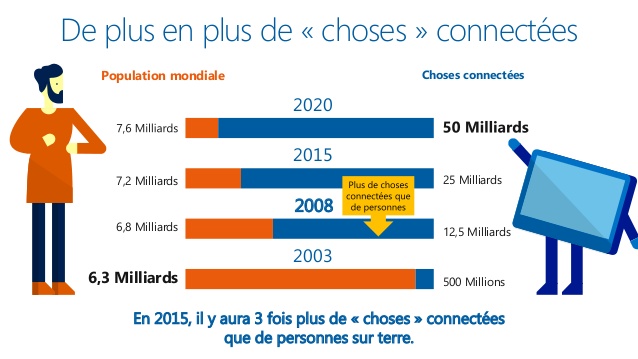 De plus en plus de « choses » connectées
Population mondiale
Choses connectées
2020
7,6 Milliards
50 Milliards
2015
7,2 Milliards
25 Milliards
Plus de choses
connectées que
de personnes
2008
6,8 Milliards
12,5 Milliards
2003
6,3 Milliards
500 Millions
En 2015, il y aura 3 fois plus de « choses » connectées
que de personnes sur terre.